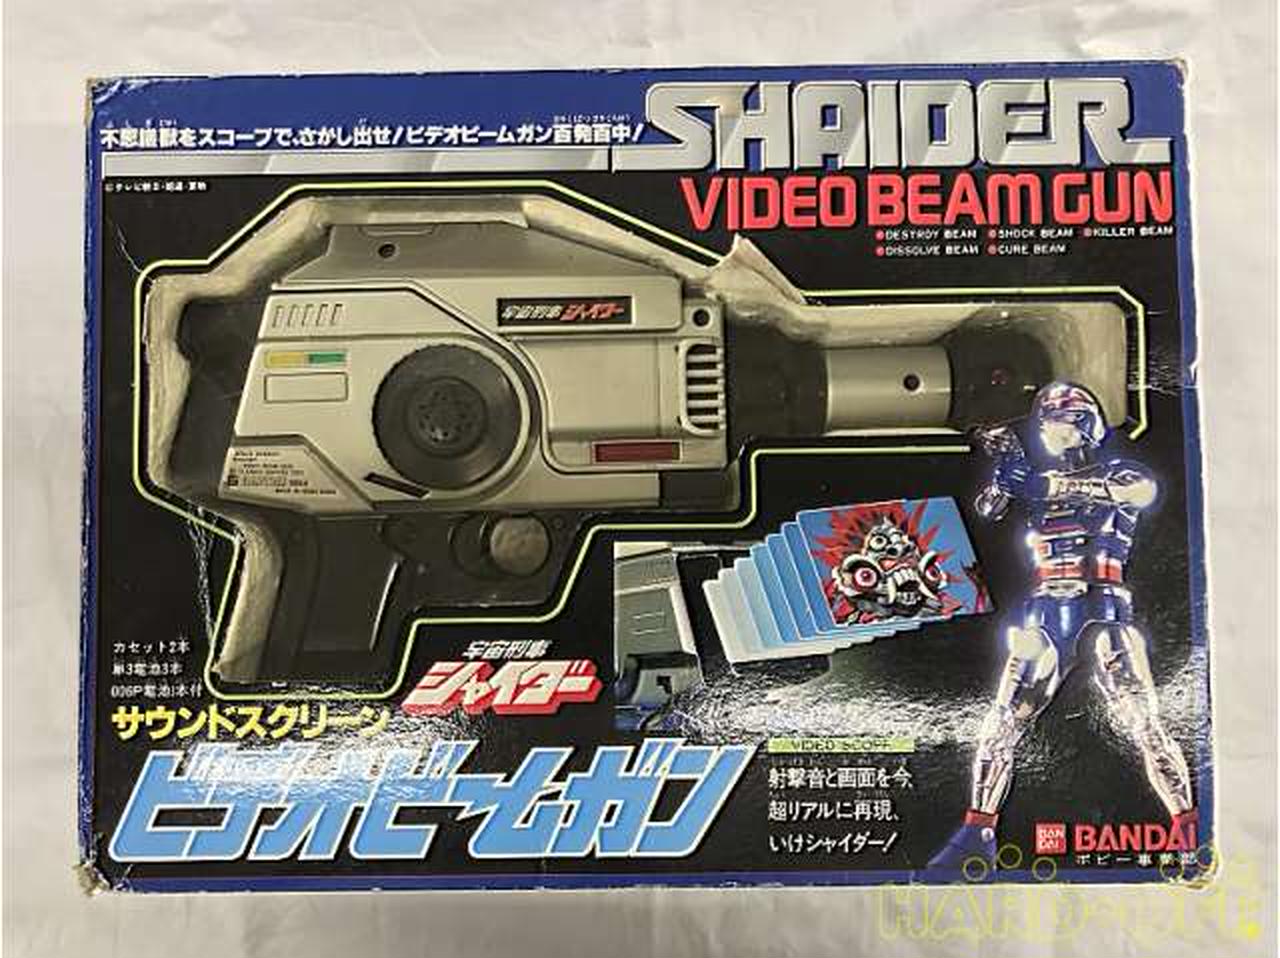 不思議獣をスコープで、さがし出せ!ビデオビームガン百発百中!
SHAIDER
VIDEO BEAM GUN
DESTROY BEAM SHOCK BEAM KILLER BEAM
DISSOLVE BEAM CURE BEAM
宇宙刑事 シャイダー
カセット2本
単3電池3本
006P電池1本付
サウンドスクリーン
宇宙刑事
シャイダー
ビデオビームガン
VIDEO SCOPE
射撃音と画面を今、
超リアルに再現、
いけシャイダー!
BAN
DAI
BANDAI
ポピー事業部
HARD OFF